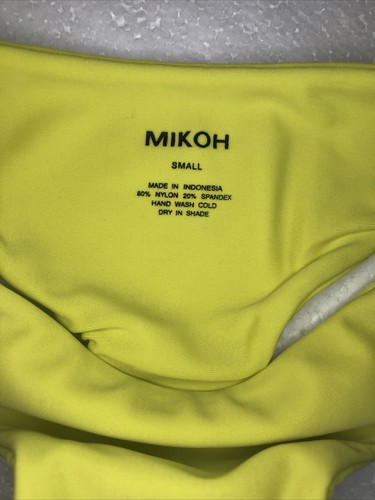 MIKOH
SMALL
MADE IN INDONESIA
80% NYLON 20% SPANDEX
HAND WASH COLD
DRY IN SHADE